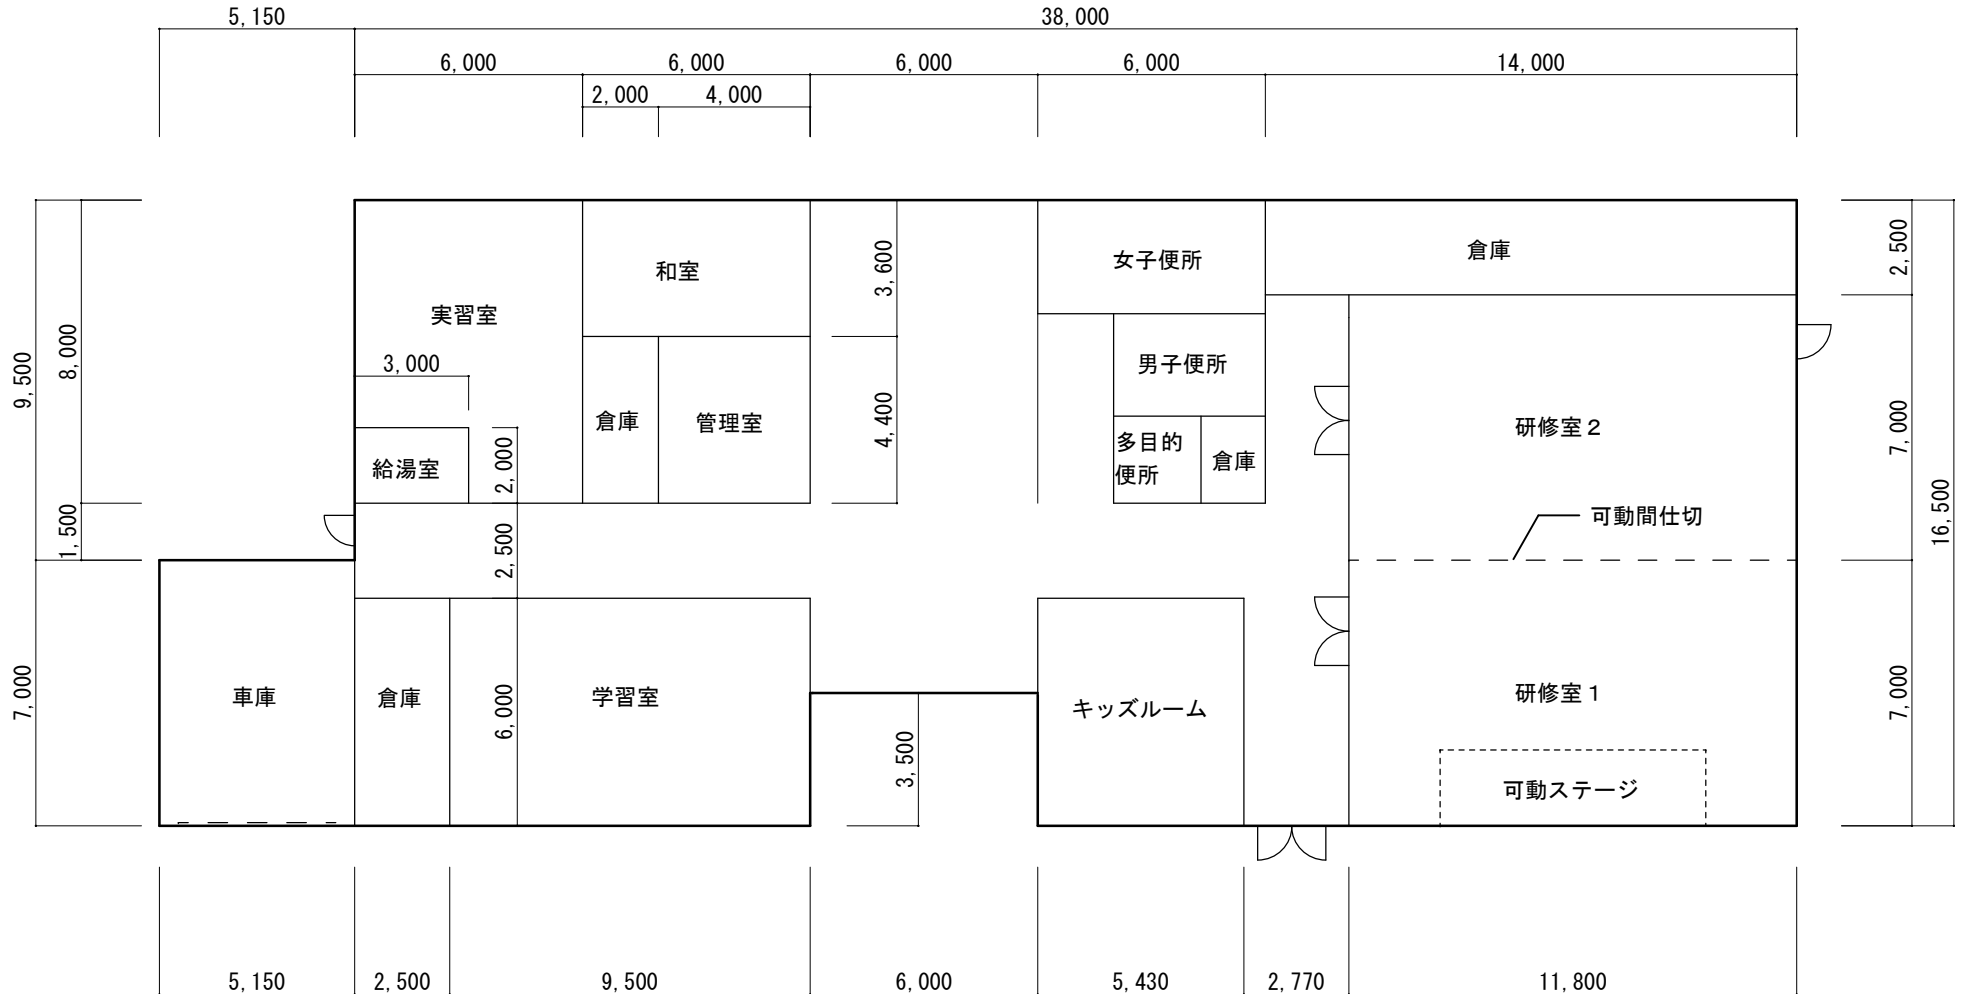 5,150
38,000
6,000
6,000
6,000
6,000
14,000
2,000
4,000
9,500
8,000
1,500
7,000
実習室
和室
3,600
女子便所
倉庫
2,500
3,000
男子便所
倉庫
管理室
4,400
給湯室
2,000
多目的
便所
倉庫
研修室2
7,000
可動間仕切
16,500
2,500
車庫
倉庫
6,000
学習室
3,500
キッズルーム
研修室1
7,000
可動ステージ
5,150
2,500
9,500
6,000
5,430
2,770
11,800